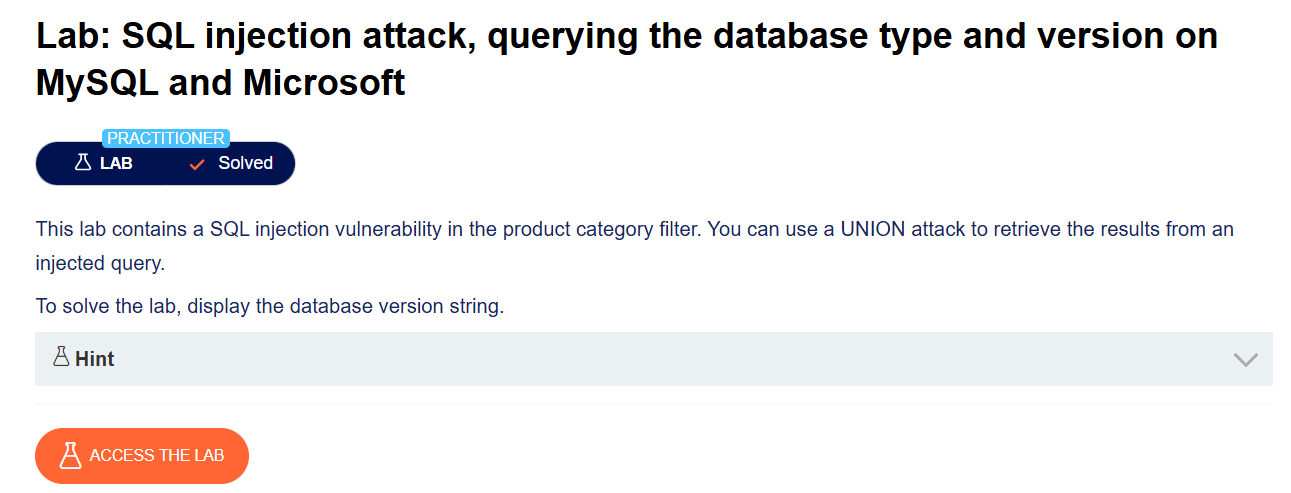 Lab: SQL injection attack, querying the database type and version on
MySQL and Microsoft
PRACTITIONER
LAB Solved
This lab contains a SQL injection vulnerability in the product category filter. You can use a UNION attack to retrieve the results from an
injected query.
To solve the lab, display the database version string.
Hint
ACCESS THE LAB